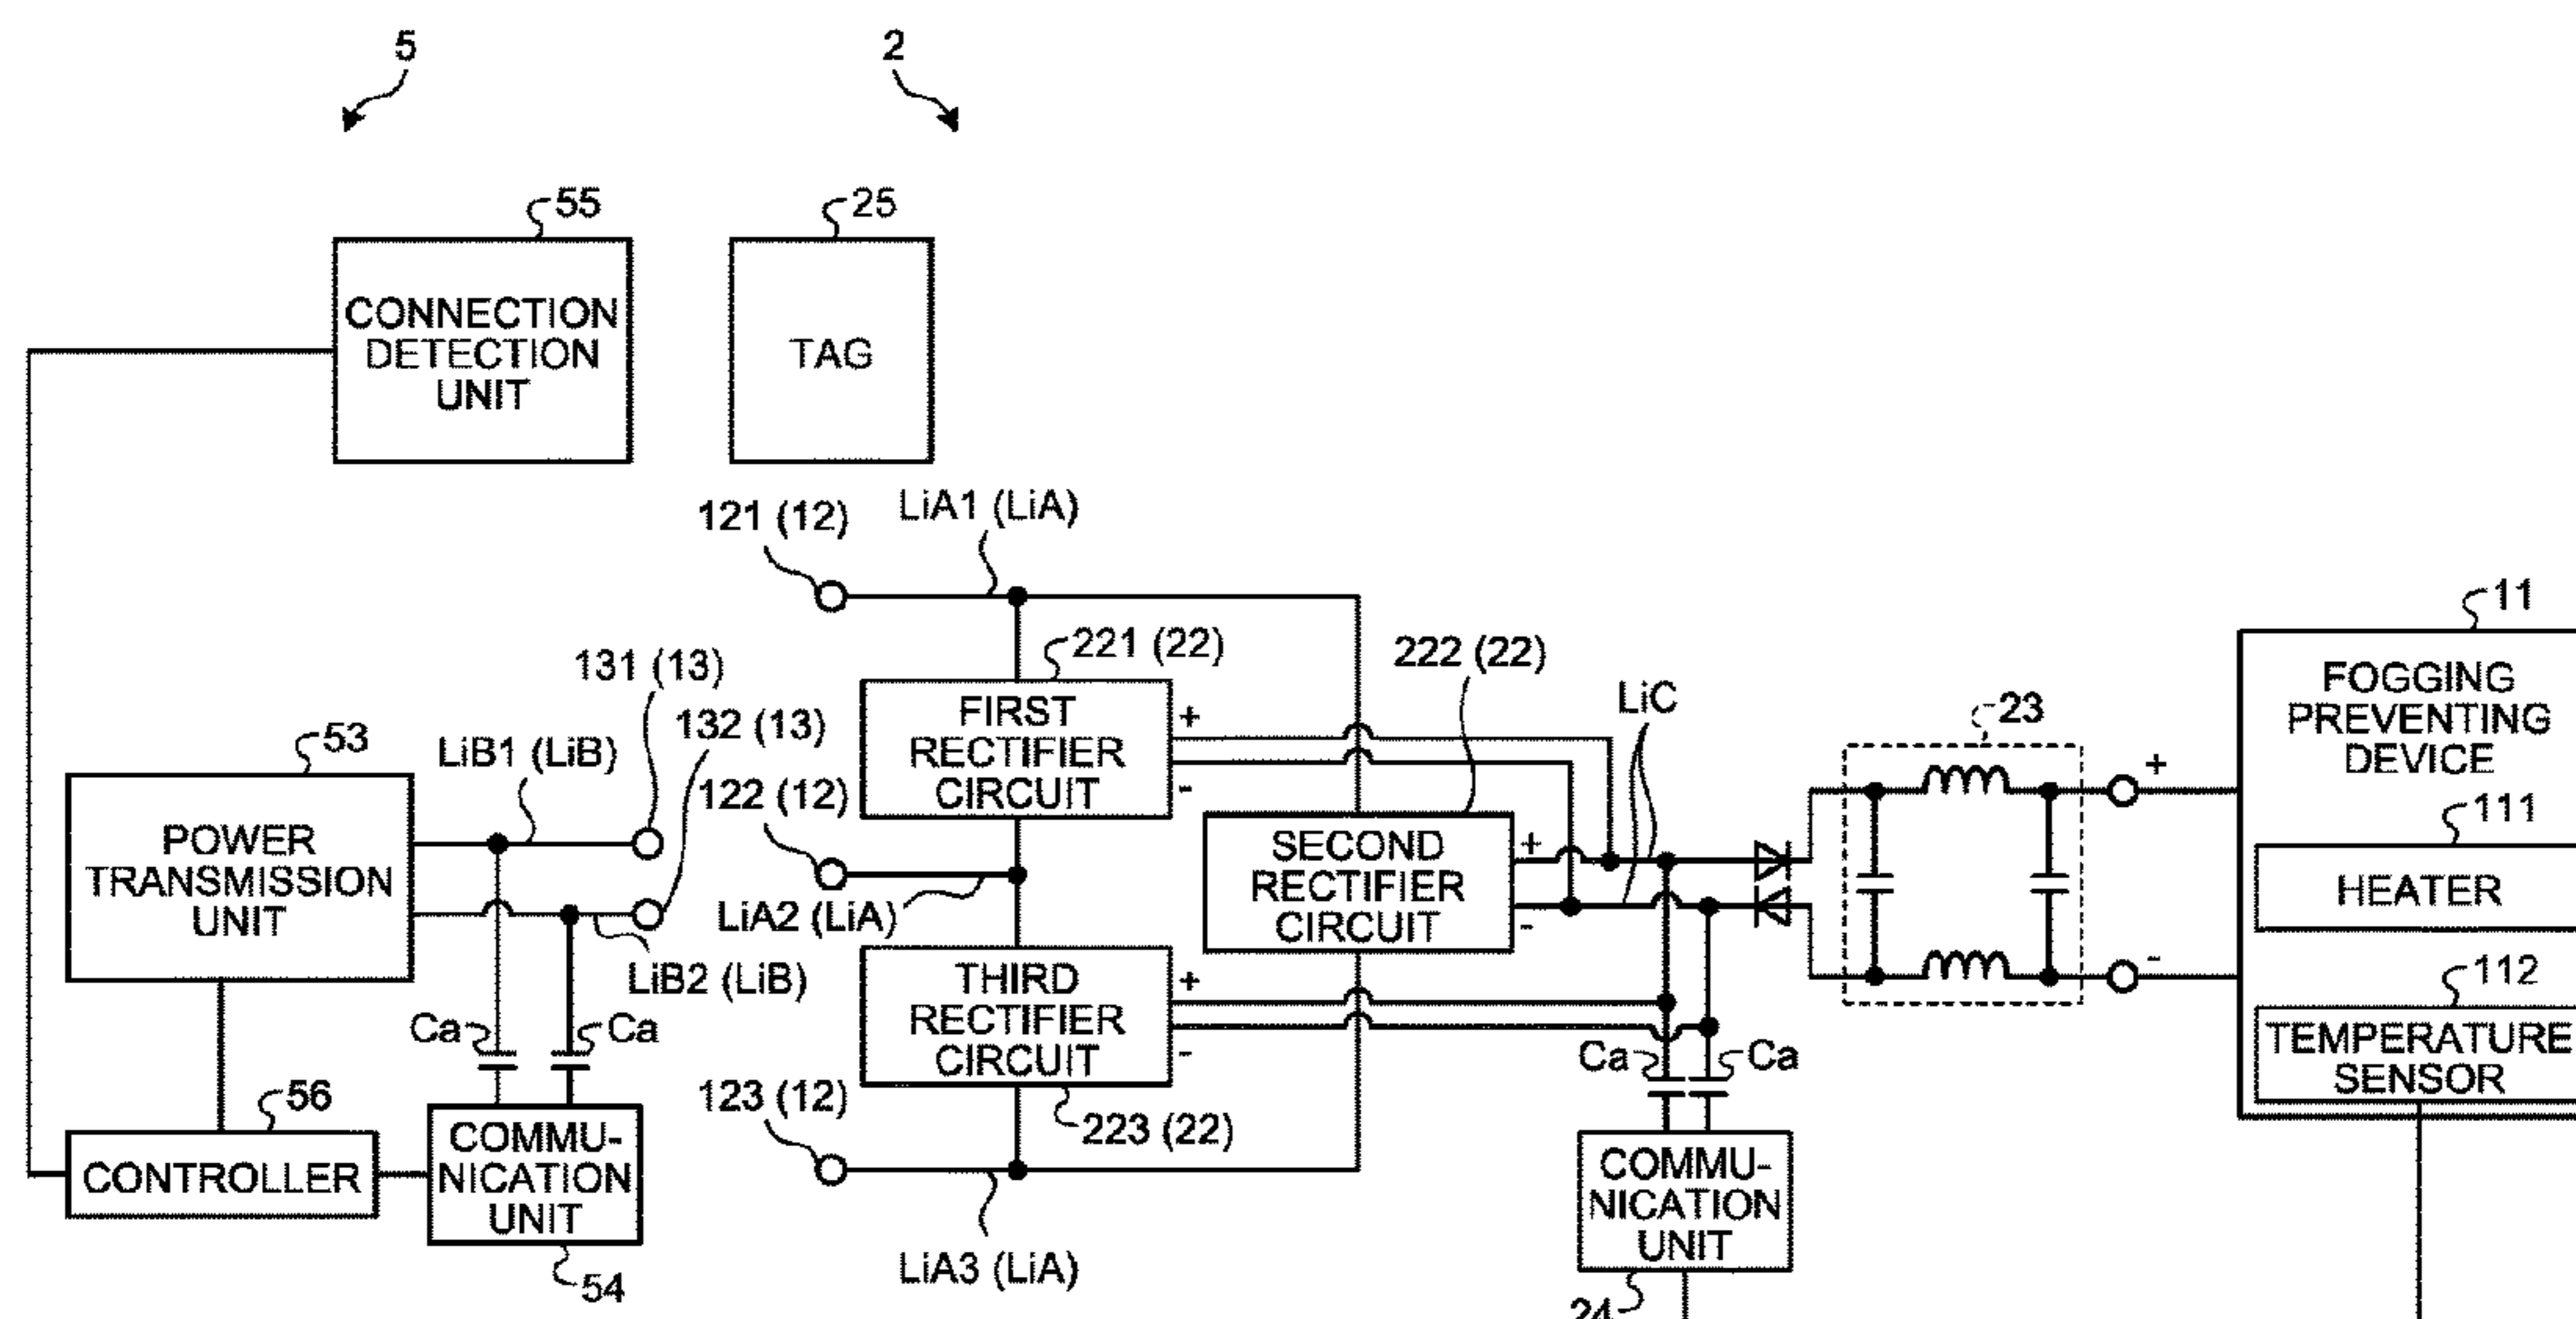 5
2
55
25
CONNECTION
DETECTION
UNIT
TAG
121 (12)
LiA1 (LiA)
11
131 (13)
221 (22)
222 (22)
FOGGING
PREVENTING
DEVICE
LiC
23
132 (13)
FIRST
RECTIFIER
CIRCUIT
+
-
53
LiB1 (LiB)
122 (12)
+
111
POWER
TRANSMISSION
UNIT
SECOND
RECTIFIER
CIRCUIT
+
-
HEATER
LiA2 (LiA)
LiB2 (LiB)
THIRD
RECTIFIER
CIRCUIT
+
-
-
112
TEMPERATURE
SENSOR
Ca
Ca
Ca
Ca
56
123 (12)
223 (22)
CONTROLLER
COMMU-
NICATION
UNIT
COMMU-
NICATION
UNIT
54
LiA3 (LiA)
24